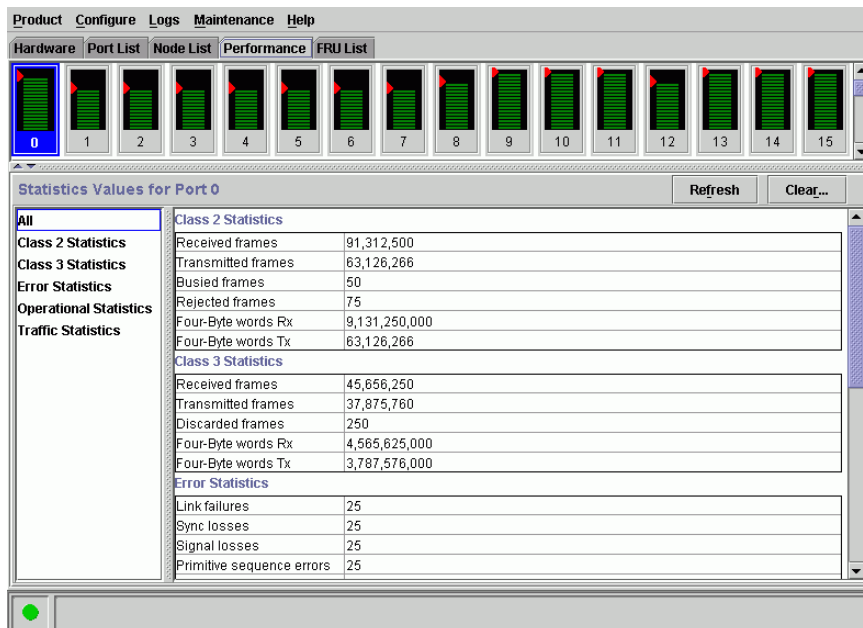 Product Configure Logs Maintenance Help
Hardware Port List Node List Performance FRU List
0 1 2 3 4 5 6 7 8 9 10 11 12 13 14 15
Statistics Values for Port 0 Refresh Clear...
All
Class 2 Statistics
Class 3 Statistics
Error Statistics
Operational Statistics
Traffic Statistics
Class 2 Statistics
Received frames 91,312,500
Transmitted frames 63,126,266
Busied frames 50
Rejected frames 75
Four-Byte words Rx 9,131,250,000
Four-Byte words Tx 63,126,266
Class 3 Statistics
Received frames 45,656,250
Transmitted frames 37,875,760
Discarded frames 250
Four-Byte words Rx 4,565,625,000
Four-Byte words Tx 3,787,576,000
Error Statistics
Link failures 25
Sync losses 25
Signal losses 25
Primitive sequence errors 25